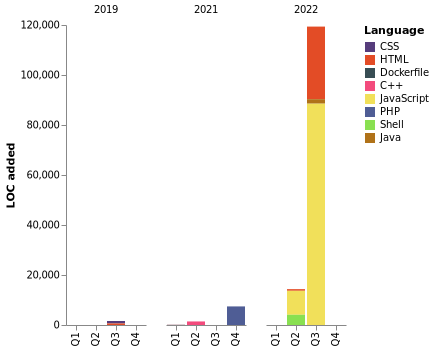 2019 2021 2022
Language
CSS
HTML
Dockerfile
C++
JavaScript
PHP
Shell
Java
LOC added
120,000
100,000
80,000
60,000
40,000
20,000
0
Q1 Q2 Q3 Q4 Q1 Q2 Q3 Q4 Q1 Q2 Q3 Q4